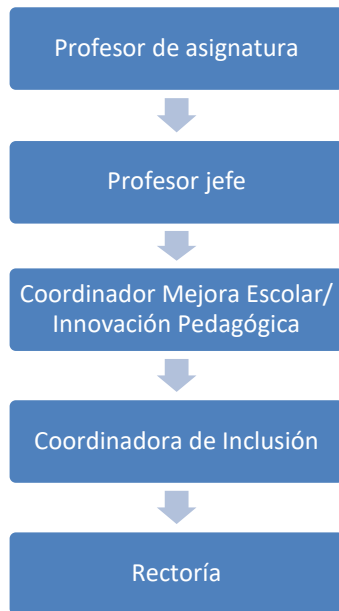 Profesor de asignatura
Profesor jefe
Coordinador Mejora Escolar/
Innovación Pedagógica
Coordinadora de Inclusión
Rectoría